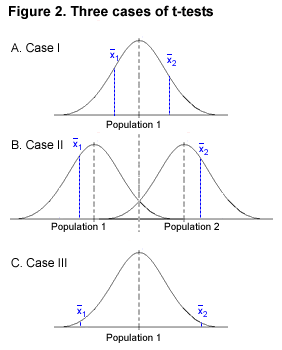 Figure 2. Three cases of t-tests
A. Case I
x̄1 x̄2
Population 1
B. Case II
x̄1 x̄2
Population 1 Population 2
C. Case III
x̄1 x̄2
Population 1